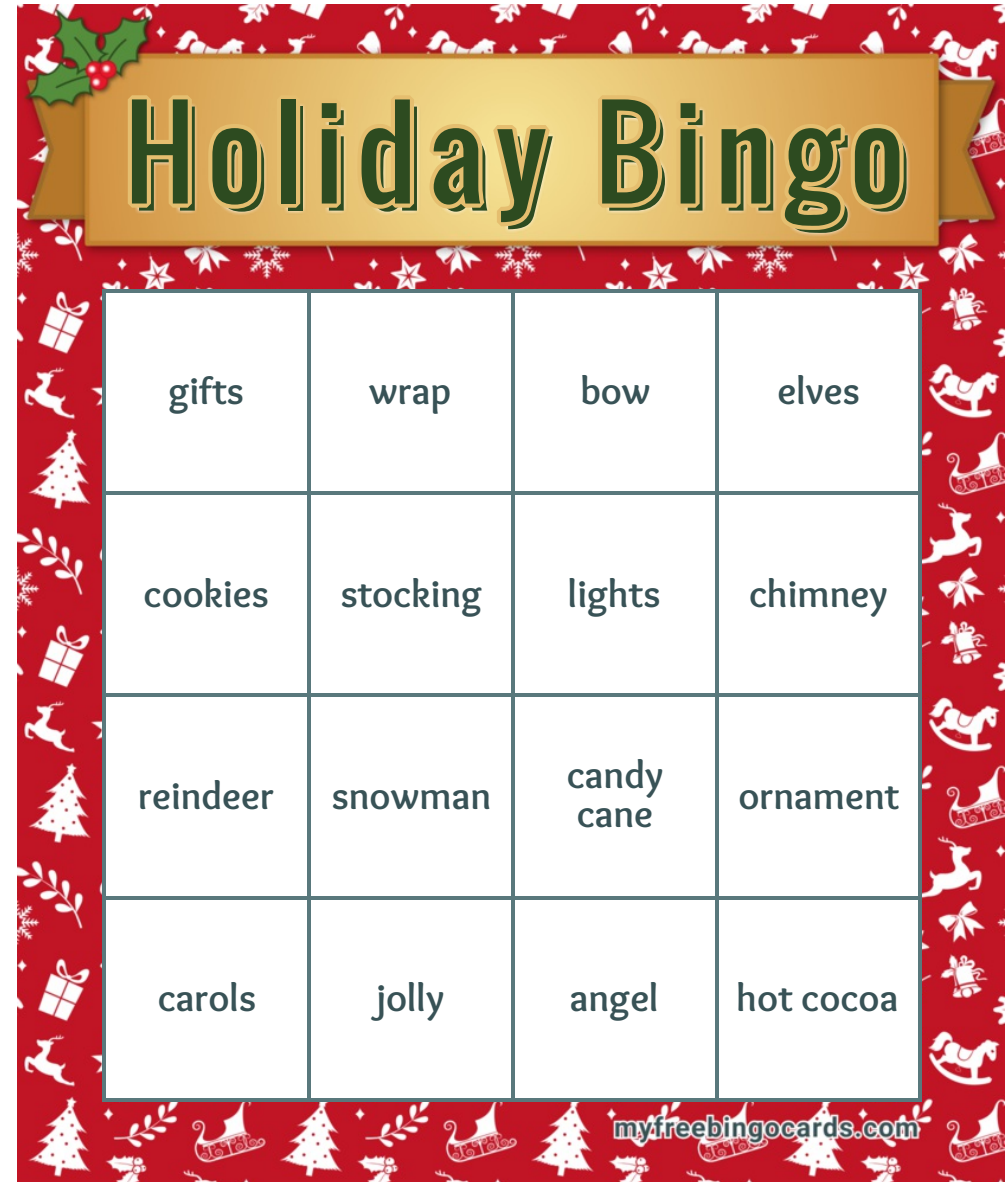 Holiday Bingo
gifts wrap bow elves
cookies stocking lights chimney
reindeer snowman candy cane ornament
carols jolly angel hot cocoa
myfreebingocards.com